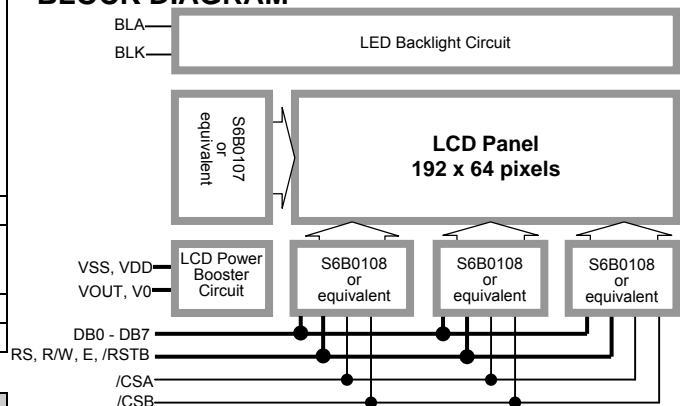 BLOCK DIAGRAM
BLA
BLK
LED Backlight Circuit
S6B0107
or
equivalent
LCD Panel
192 x 64 pixels
VSS, VDD
VOUT, V0
LCD Power
Booster
Circuit
S6B0108
or
equivalent
S6B0108
or
equivalent
S6B0108
or
equivalent
DB0 - DB7
RS, R/W, E, /RSTB
/CSA
/CSB